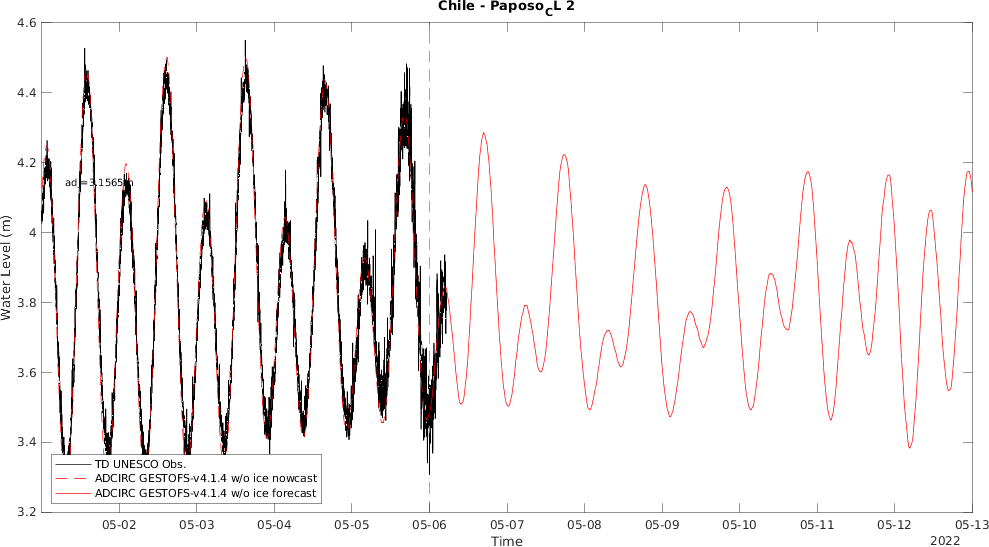 Chile - Paposo_CL 2
4.6
4.4
4.2
4
3.8
3.6
3.4
3.2
Water Level (m)
adj=3.1565m
TD UNESCO Obs.
ADCIRC GESTOFS-v4.1.4 w/o ice nowcast
ADCIRC GESTOFS-v4.1.4 w/o ice forecast
05-02 05-03 05-04 05-05 05-06 05-07 05-08 05-09 05-10 05-11 05-12 05-13
Time
2022